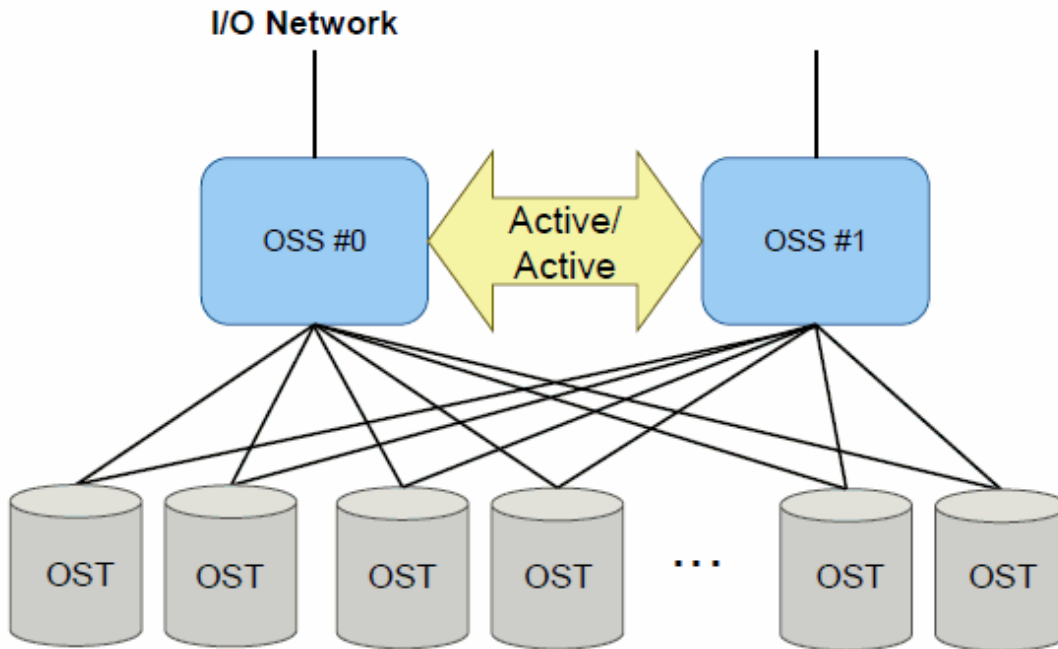 I/O Network
OSS #0
Active/
Active
OSS #1
OST
OST
OST
OST
...
OST
OST